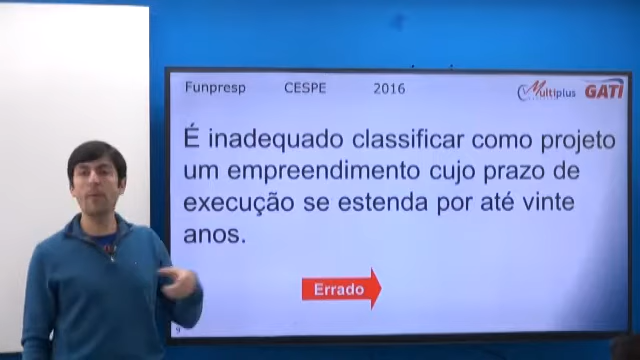 Funpresp CESPE 2016
Multiplus GATI
É inadequado classificar como projeto
um empreendimento cujo prazo de
execução se estenda por até vinte
anos.
Errado
9